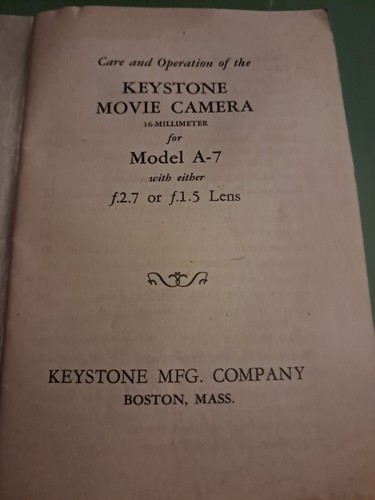 Care and Operation of the
KEYSTONE
MOVIE CAMERA
16-MILLIMETER
for
Model A-7
with either
f.2.7 or f.1.5 Lens
KEYSTONE MFG. COMPANY
BOSTON, MASS.